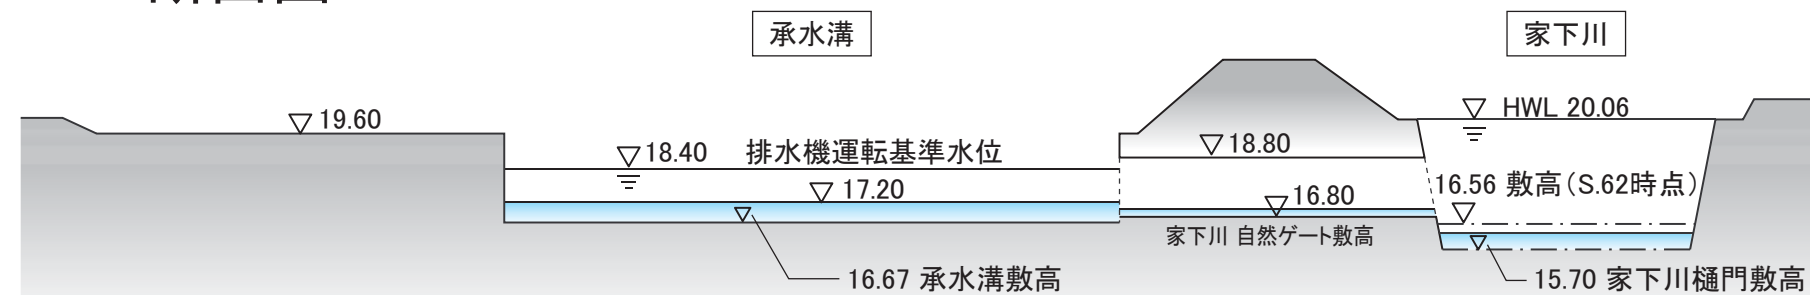 承水溝
家下川
19.60
18.40 排水機運転基準水位
17.20
16.67 承水溝敷高
18.80
16.80
家下川 自然ゲート敷高
HWL 20.06
16.56 敷高(S.62時点)
15.70 家下川樋門敷高